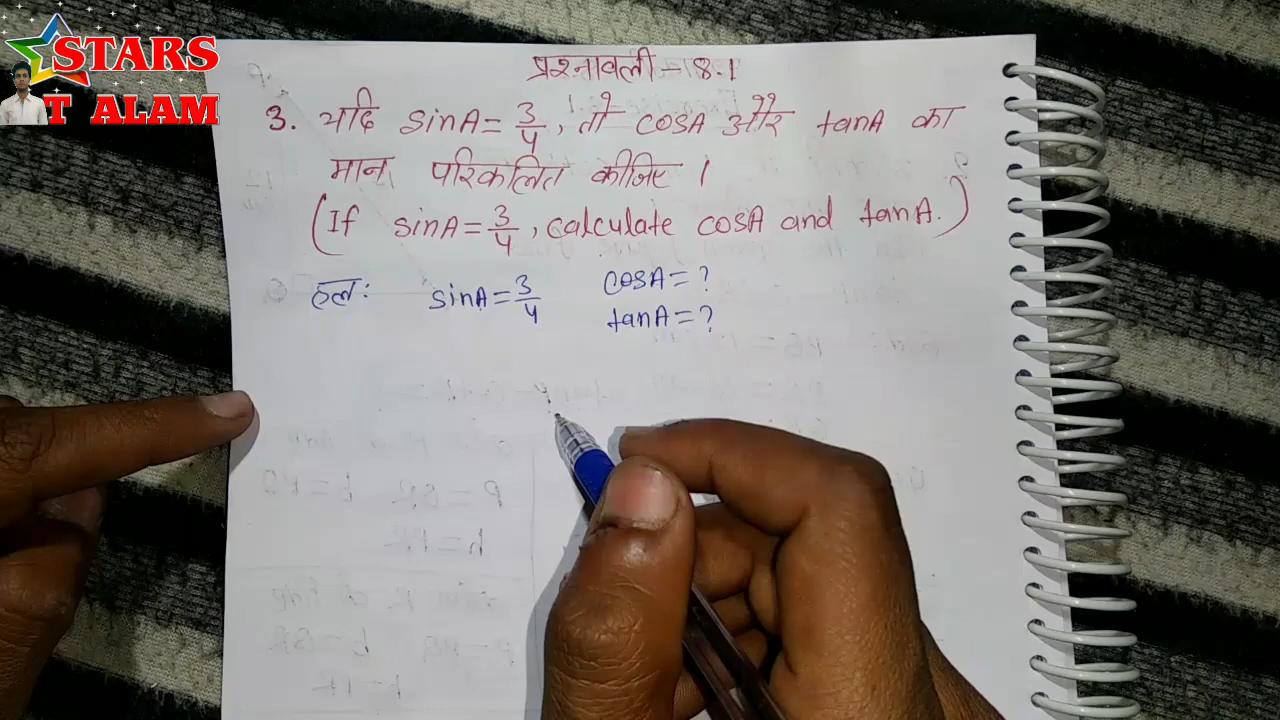 STARS
T ALAM
प्रश्नावली-8.1
3. यदि sinA = 3/4, तो cosA और tanA का
मान परिकलित कीजिए ।
(If sinA = 3/4, calculate cosA and tanA.)
हल: sinA = 3/4 cosA = ?
tanA = ?